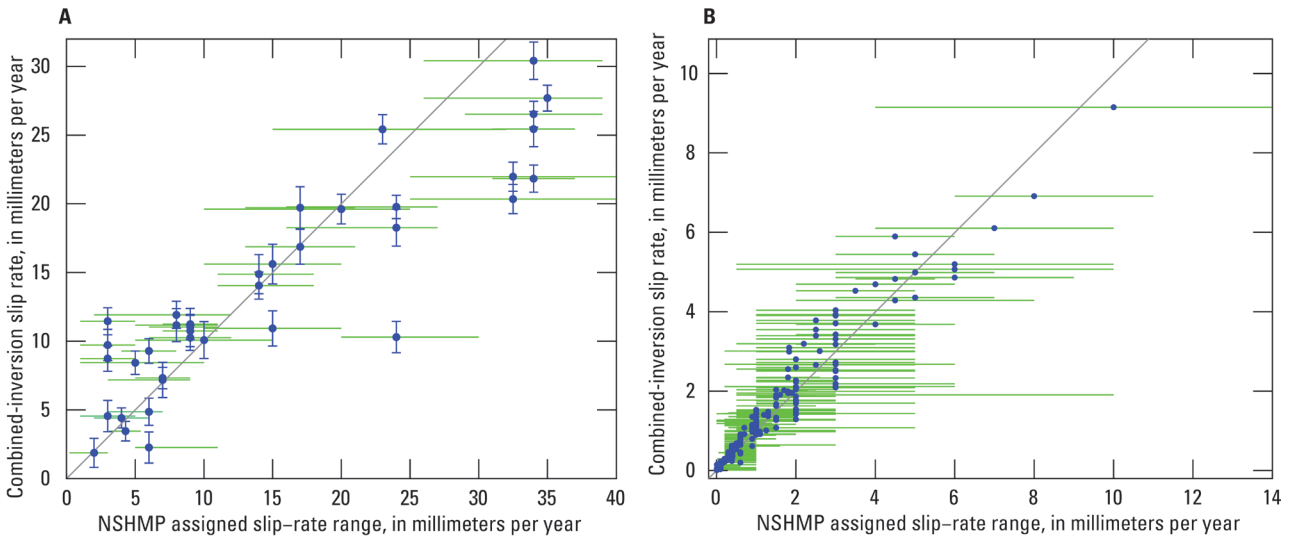 A
Combined-inversion slip rate, in millimeters per year
30
25
20
15
10
5
0
0 5 10 15 20 25 30 35 40
NSHMP assigned slip–rate range, in millimeters per year
B
Combined-inversion slip rate, in millimeters per year
10
8
6
4
2
0
0 2 4 6 8 10 12 14
NSHMP assigned slip–rate range, in millimeters per year